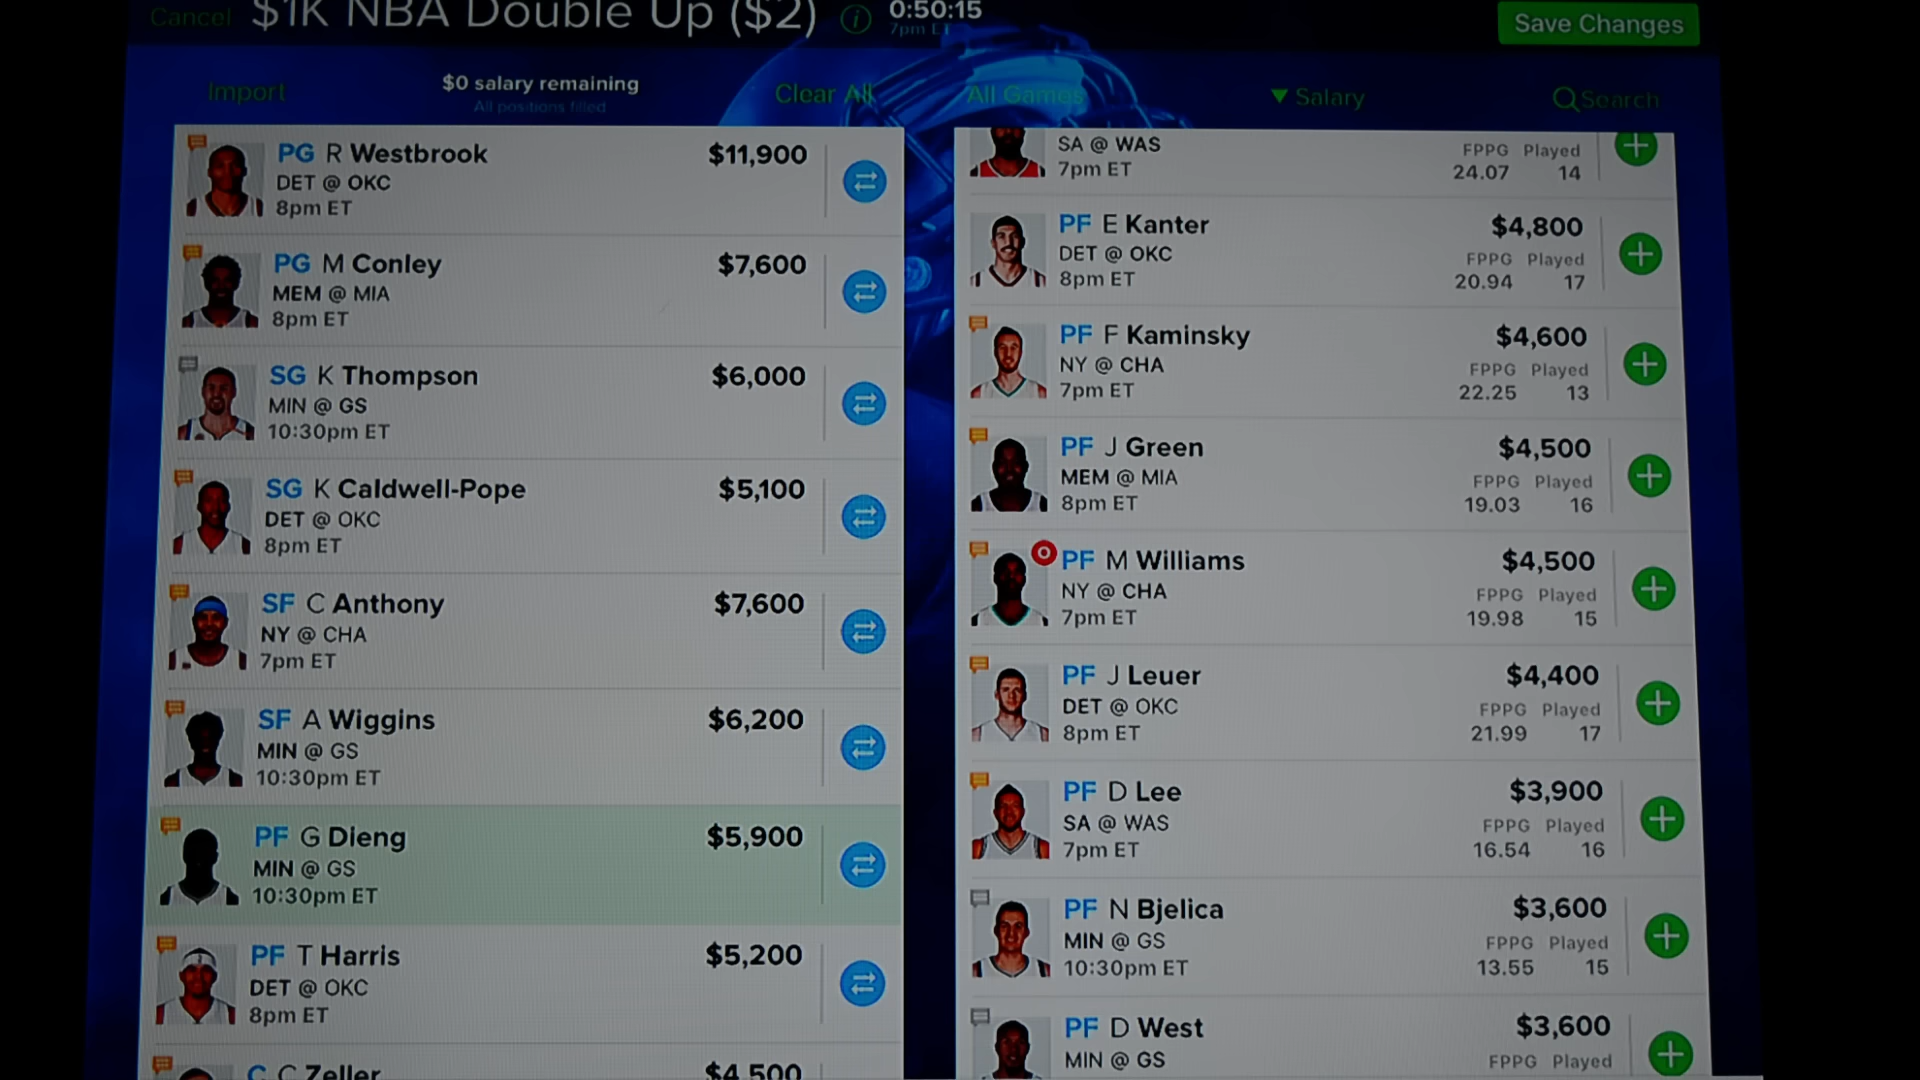 Cancel
$1K NBA Double Up ($2)
0:50:15
7pm ET
Save Changes
Import
$0 salary remaining
All positions filled
Clear All
All Games
▼ Salary
Search
PG R Westbrook
$11,900
DET @ OKC
8pm ET
PG M Conley
$7,600
MEM @ MIA
8pm ET
SG K Thompson
$6,000
MIN @ GS
10:30pm ET
SG K Caldwell-Pope
$5,100
DET @ OKC
8pm ET
SF C Anthony
$7,600
NY @ CHA
7pm ET
SF A Wiggins
$6,200
MIN @ GS
10:30pm ET
PF G Dieng
$5,900
MIN @ GS
10:30pm ET
PF T Harris
$5,200
DET @ OKC
8pm ET
C C Zeller
$4,500
SA @ WAS
7pm ET
FPPG Played
24.07 14
PF E Kanter
$4,800
DET @ OKC
8pm ET
FPPG Played
20.94 17
PF F Kaminsky
$4,600
NY @ CHA
7pm ET
FPPG Played
22.25 13
PF J Green
$4,500
MEM @ MIA
8pm ET
FPPG Played
19.03 16
O
PF M Williams
$4,500
NY @ CHA
7pm ET
FPPG Played
19.98 15
PF J Leuer
$4,400
DET @ OKC
8pm ET
FPPG Played
21.99 17
PF D Lee
$3,900
SA @ WAS
7pm ET
FPPG Played
16.54 16
PF N Bjelica
$3,600
MIN @ GS
10:30pm ET
FPPG Played
13.55 15
PF D West
$3,600
MIN @ GS
FPPG Played